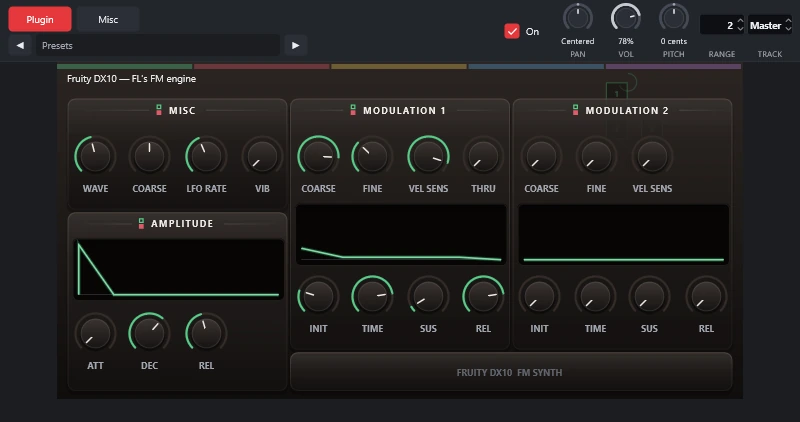 Plugin
Misc
Presets
On
Centered
PAN
78%
VOL
0 cents
PITCH
2
RANGE
Master
TRACK
Fruity DX10 — FL's FM engine
1
MISC
WAVE
COARSE
LFO RATE
VIB
MODULATION 1
COARSE
FINE
VEL SENS
THRU
INIT
TIME
SUS
REL
MODULATION 2
COARSE
FINE
VEL SENS
INIT
TIME
SUS
REL
AMPLITUDE
ATT
DEC
REL
FRUITY DX10 FM SYNTH